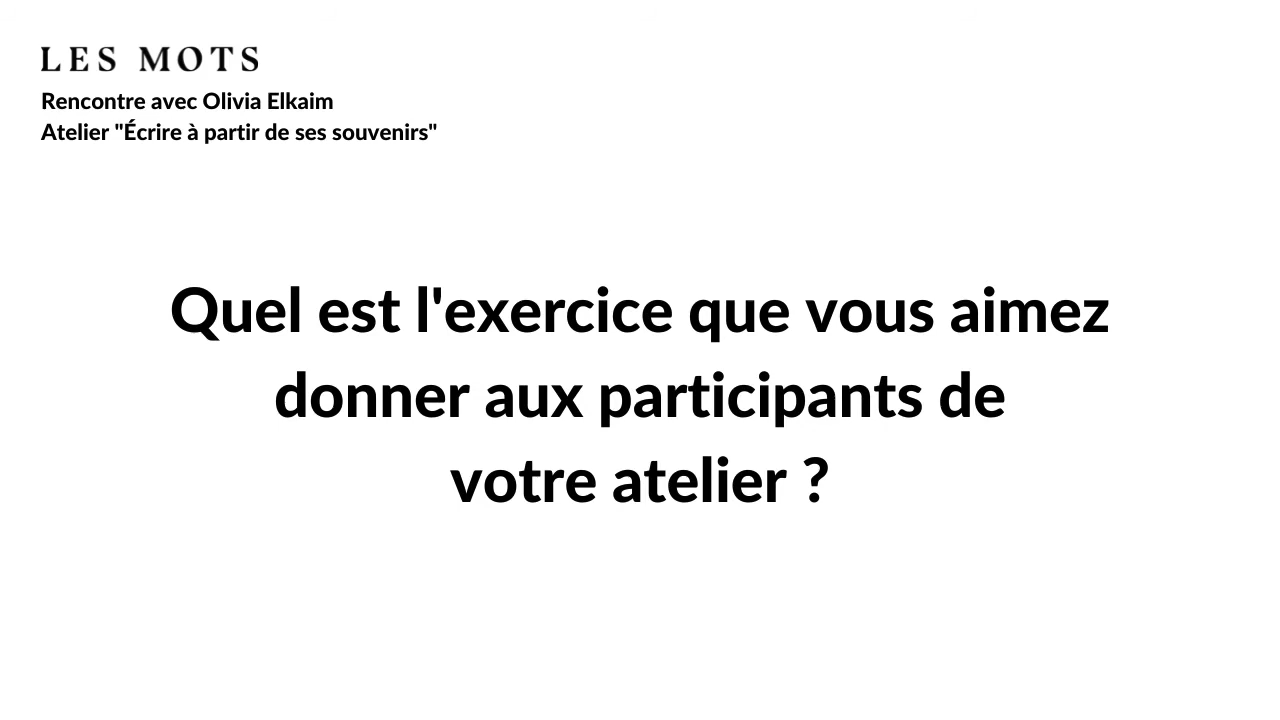 LES MOTS
Rencontre avec Olivia Elkaim
Atelier "Écrire à partir de ses souvenirs"
Quel est l'exercice que vous aimez
donner aux participants de
votre atelier ?